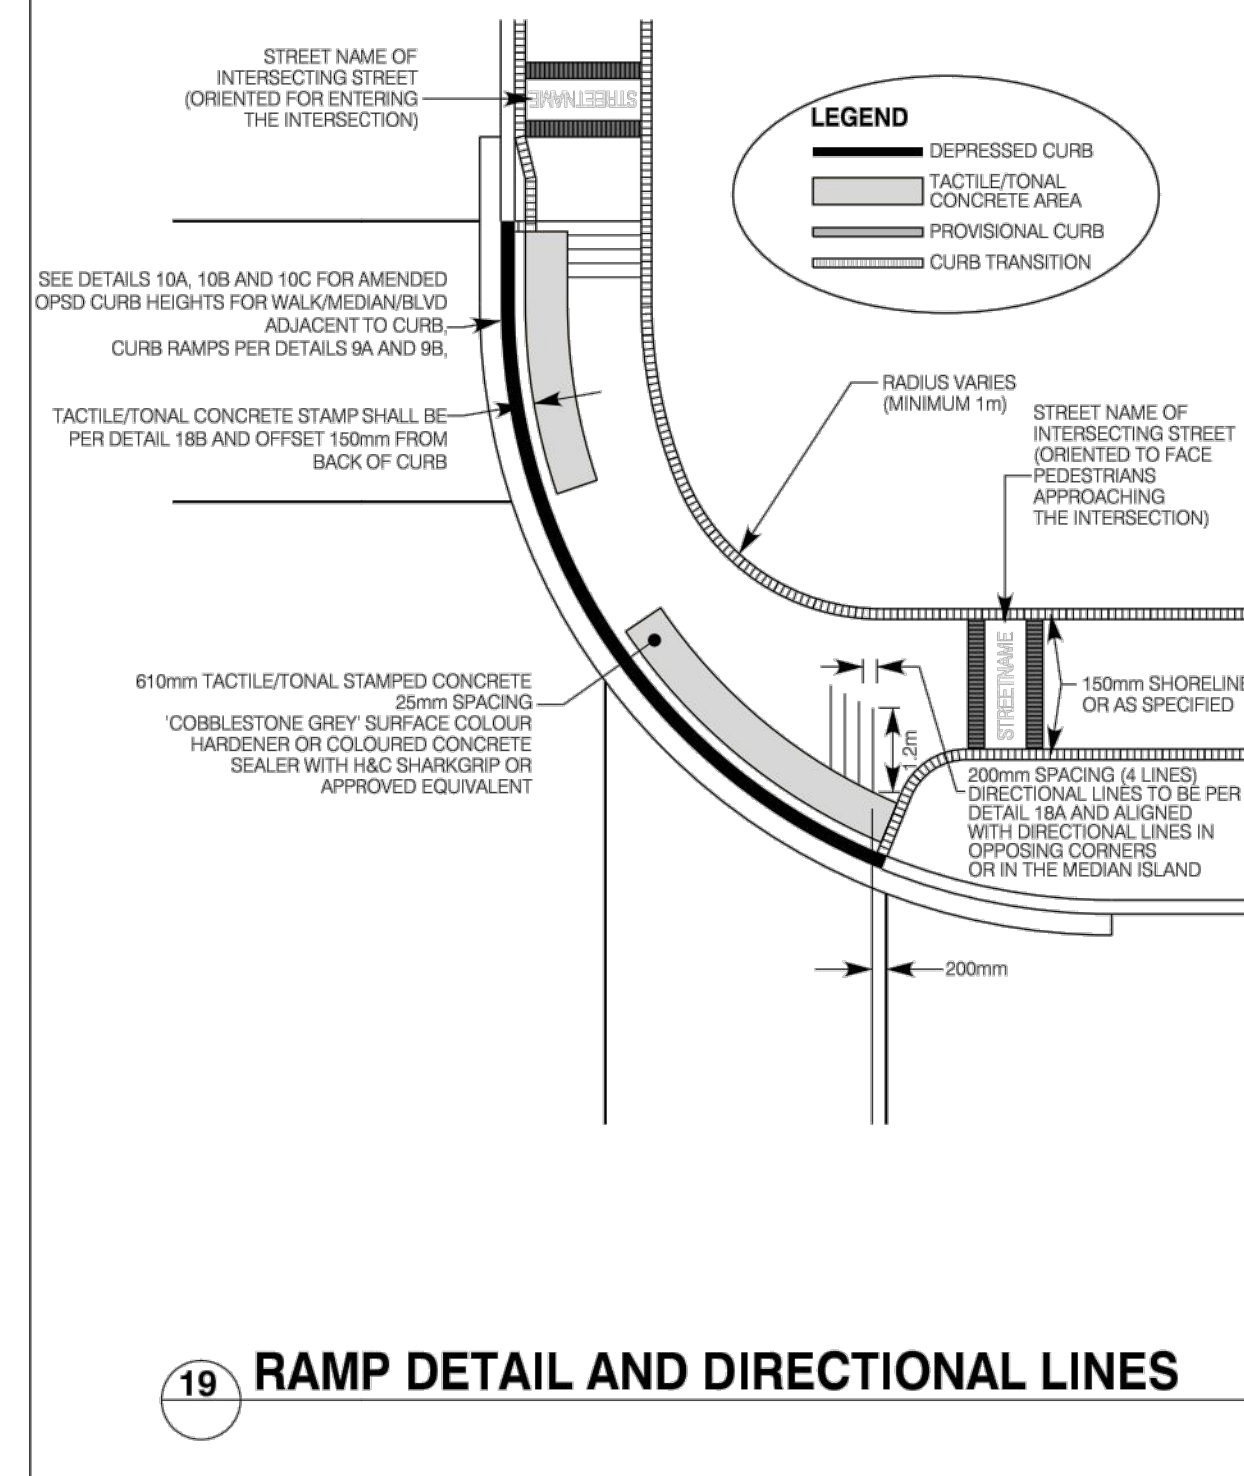 STREET NAME OF
INTERSECTING STREET
(ORIENTED FOR ENTERING
THE INTERSECTION)
STREETNAME
LEGEND
DEPRESSED CURB
TACTILE/TONAL
CONCRETE AREA
PROVISIONAL CURB
CURB TRANSITION
SEE DETAILS 10A, 10B AND 10C FOR AMENDED
OPSD CURB HEIGHTS FOR WALK/MEDIAN/BLVD
ADJACENT TO CURB,
CURB RAMPS PER DETAILS 9A AND 9B,
TACTILE/TONAL CONCRETE STAMP SHALL BE
PER DETAIL 18B AND OFFSET 150mm FROM
BACK OF CURB
RADIUS VARIES
(MINIMUM 1m)
STREET NAME OF
INTERSECTING STREET
(ORIENTED TO FACE
PEDESTRIANS
APPROACHING
THE INTERSECTION)
610mm TACTILE/TONAL STAMPED CONCRETE
25mm SPACING
'COBBLESTONE GREY' SURFACE COLOUR
HARDENER OR COLOURED CONCRETE
SEALER WITH H&C SHARKGRIP OR
APPROVED EQUIVALENT
STREETNAME
150mm SHORELINE
OR AS SPECIFIED
1.2m
200mm SPACING (4 LINES)
DIRECTIONAL LINES TO BE PER
DETAIL 18A AND ALIGNED
WITH DIRECTIONAL LINES IN
OPPOSING CORNERS
OR IN THE MEDIAN ISLAND
200mm
19
RAMP DETAIL AND DIRECTIONAL LINES